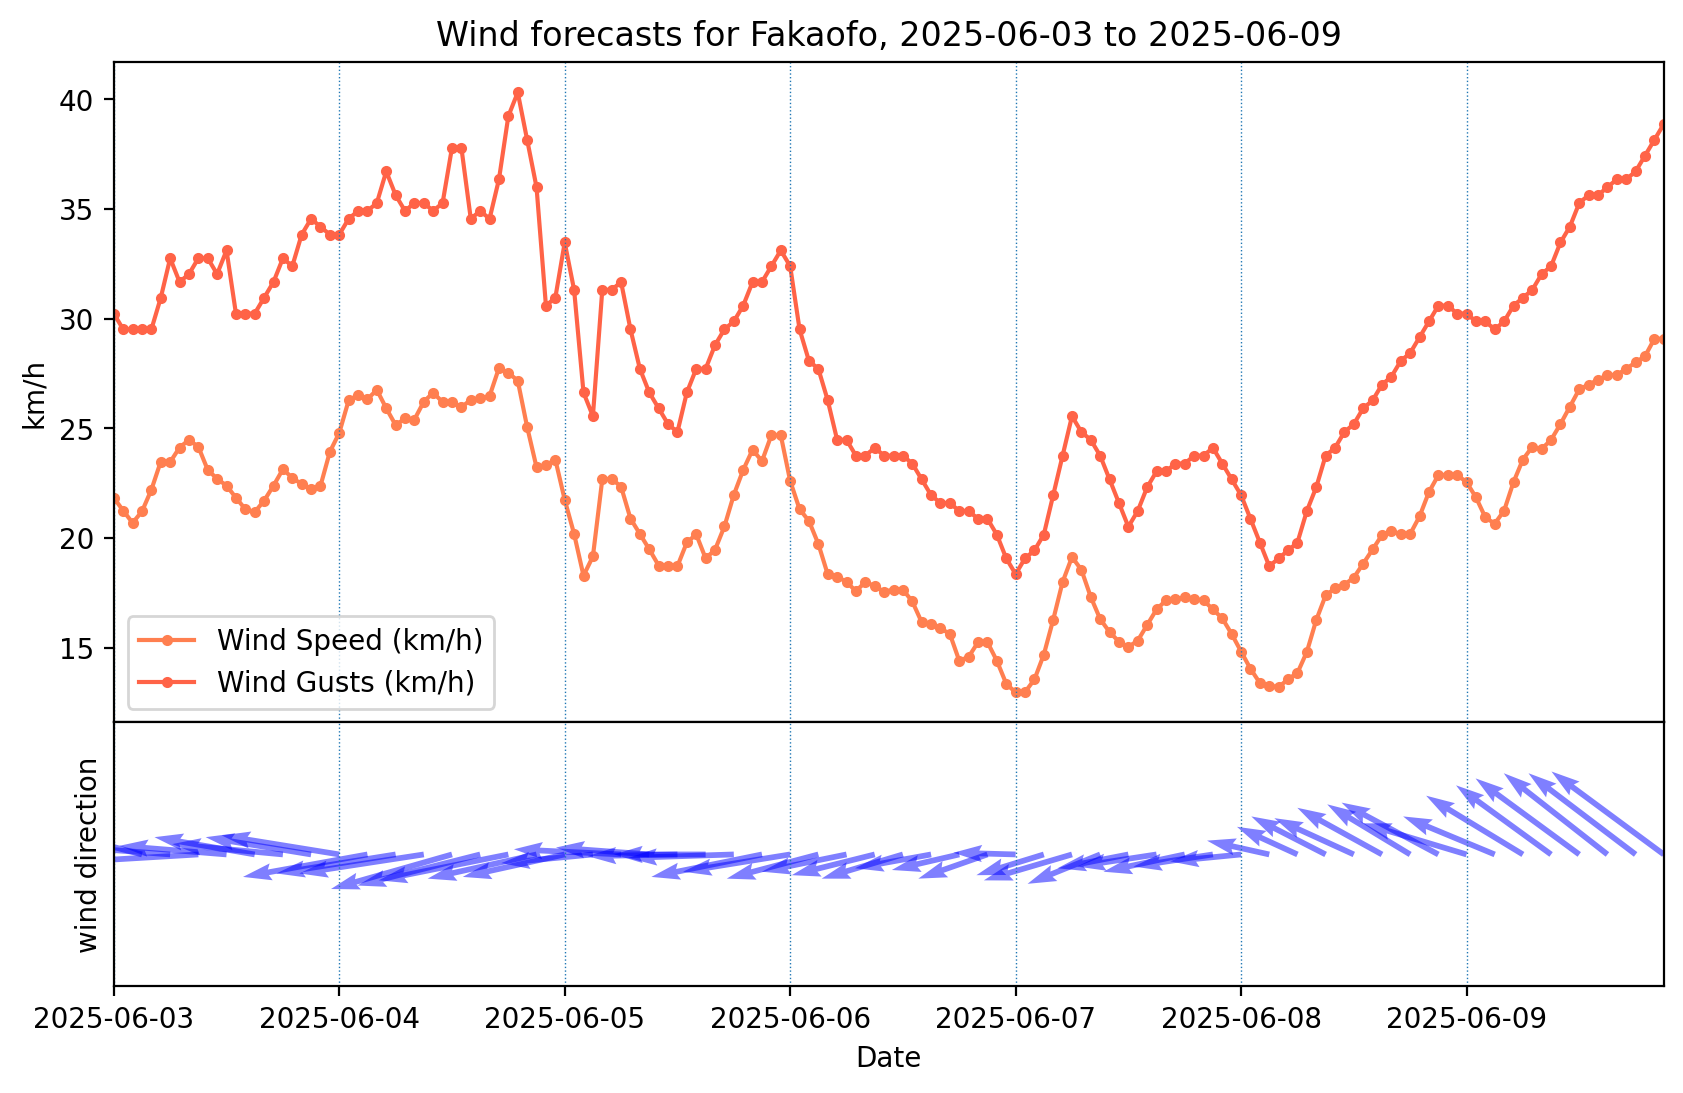 Wind forecasts for Fakaofo, 2025-06-03 to 2025-06-09
40
35
30
25
20
15
km/h
Wind Speed (km/h)
Wind Gusts (km/h)
wind direction
2025-06-03
2025-06-04
2025-06-05
2025-06-06
2025-06-07
2025-06-08
2025-06-09
Date